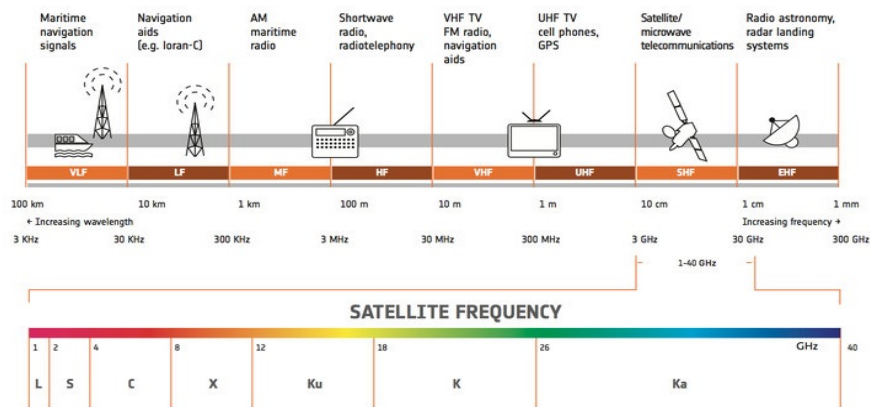 Maritime
navigation
signals
Navigation
aids
(e.g. loran-C)
AM
maritime
radio
Shortwave
radio,
radiotelephony
VHF TV
FM radio,
navigation
aids
UHF TV
cell phones,
GPS
Satellite/
microwave
telecommunications
Radio astronomy,
radar landing
systems
VLF LF MF HF VHF UHF SHF EHF
100 km 10 km 1 km 100 m 10 m 1 m 10 cm 1 cm 1 mm
← Increasing wavelength Increasing frequency →
3 KHz 30 KHz 300 KHz 3 MHz 30 MHz 300 MHz 3 GHz 30 GHz 300 GHz
1-40 GHz
SATELLITE FREQUENCY
1 2 4 8 12 18 26 GHz 40
L S C X Ku K Ka